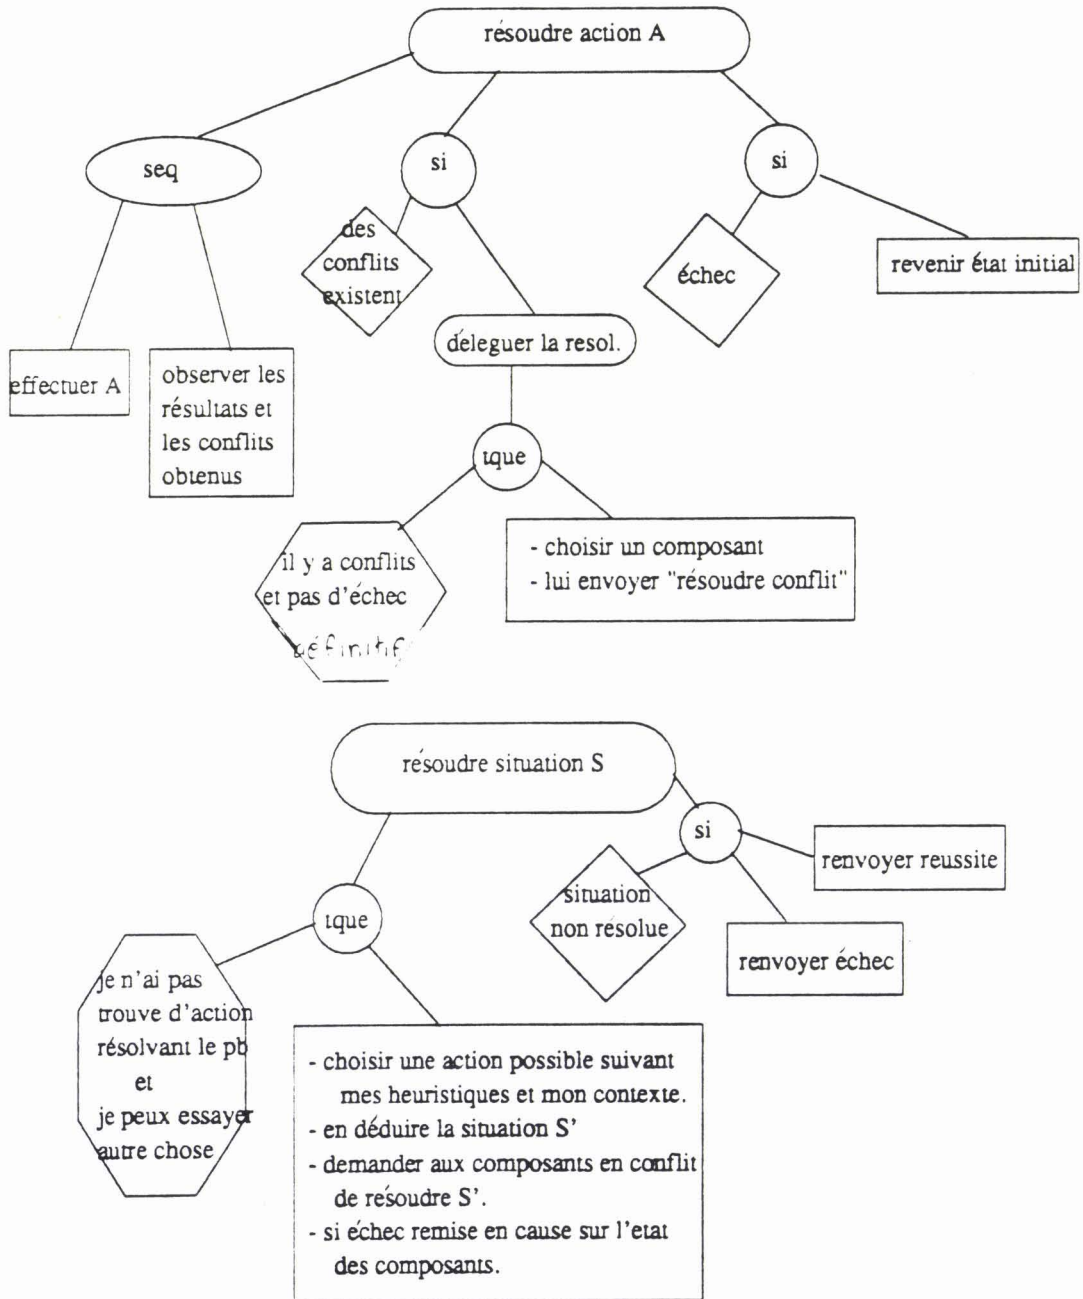 résoudre action A
seq
si
si
des
conflits
existent
échec
revenir état initial
déleguer la resol.
effectuer A
observer les
résultats et
les conflits
obtenus
tque
il y a conflits
et pas d'échec
définitif
- choisir un composant
- lui envoyer "résoudre conflit"
résoudre situation S
si
renvoyer reussite
situation
non résolue
renvoyer échec
tque
je n'ai pas
trouve d'action
résolvant le pb
et
je peux essayer
autre chose
- choisir une action possible suivant
mes heuristiques et mon contexte.
- en déduire la situation S'
- demander aux composants en conflit
de résoudre S'.
- si échec remise en cause sur l'etat
des composants.